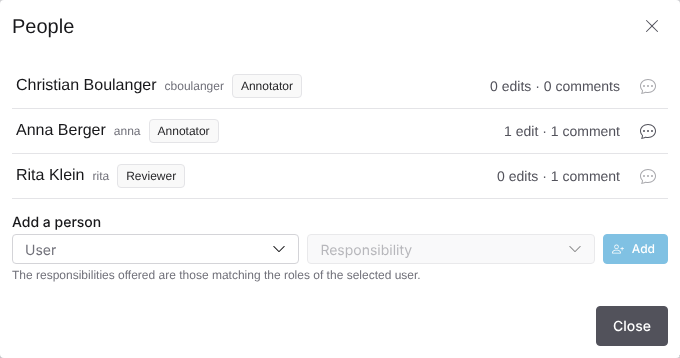 People
Christian Boulanger cboulanger Annotator 0 edits · 0 comments
Anna Berger anna Annotator 1 edit · 1 comment
Rita Klein rita Reviewer 0 edits · 1 comment
Add a person
User Responsibility Add
The responsibilities offered are those matching the roles of the selected user.
Close